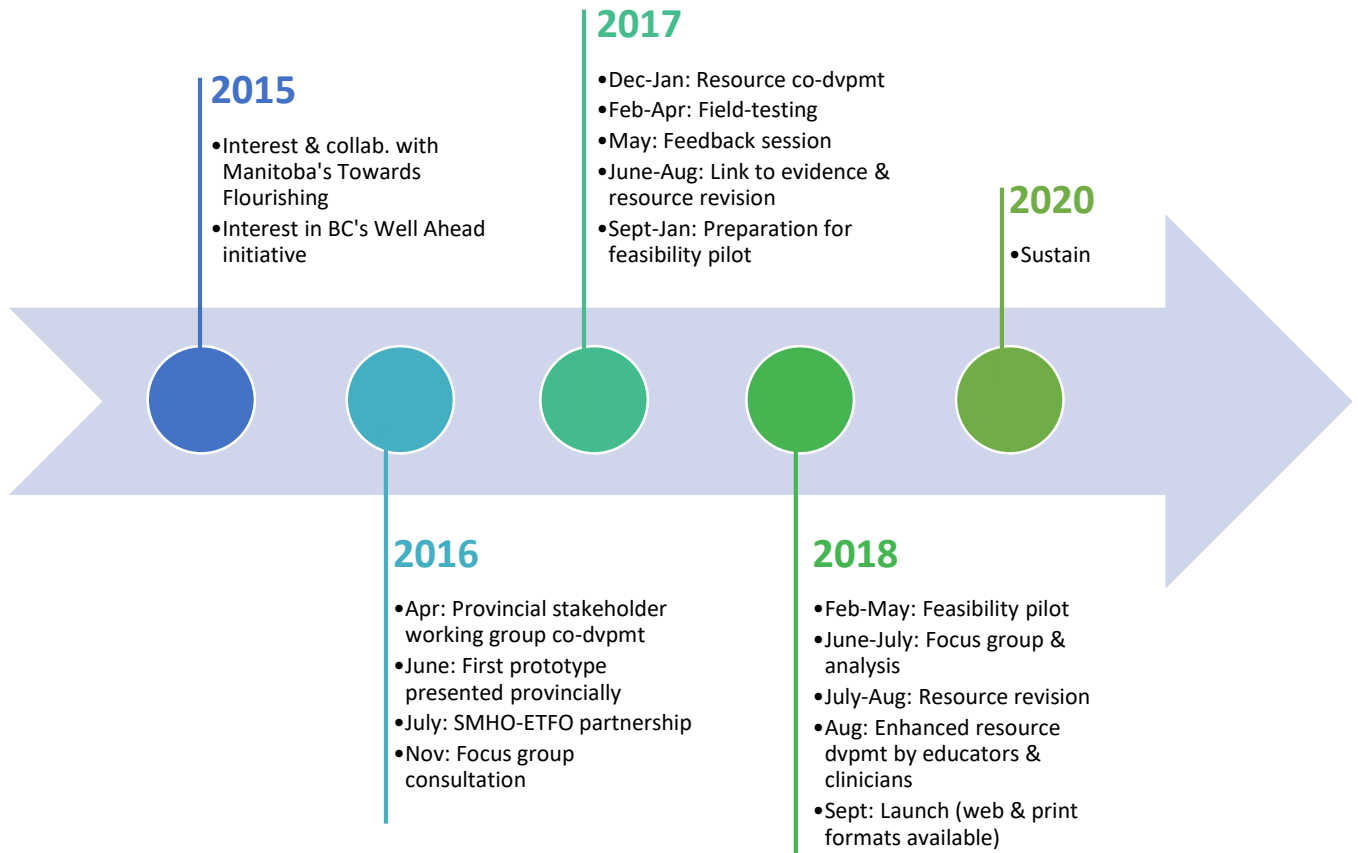 2015
•Interest & collab. with
Manitoba's Towards
Flourishing
•Interest in BC's Well Ahead
initiative
2016
•Apr: Provincial stakeholder
working group co-dvpmt
•June: First prototype
presented provincially
•July: SMHO-ETFO partnership
•Nov: Focus group
consultation
2017
•Dec-Jan: Resource co-dvpmt
•Feb-Apr: Field-testing
•May: Feedback session
•June-Aug: Link to evidence &
resource revision
•Sept-Jan: Preparation for
feasibility pilot
2018
•Feb-May: Feasibility pilot
•June-July: Focus group &
analysis
•July-Aug: Resource revision
•Aug: Enhanced resource
dvpmt by educators &
clinicians
•Sept: Launch (web & print
formats available)
2020
•Sustain